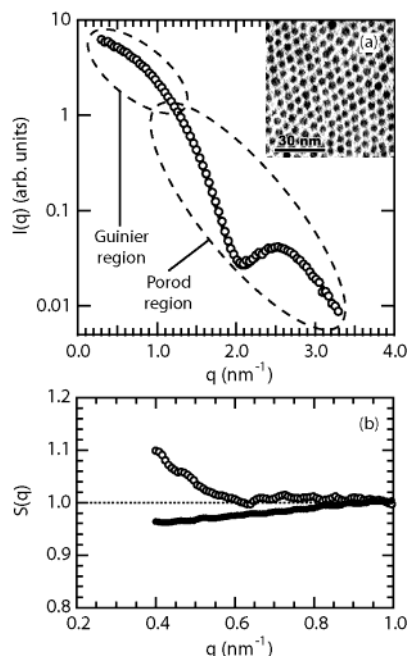 10
(a)
1
I(q) (arb. units)
0.1
0.01
30 nm
Guinier
region
Porod
region
0.0 1.0 2.0 3.0 4.0
q (nm⁻¹)
1.2
(b)
1.1
S(q)
1.0
0.9
0.8
0.2 0.4 0.6 0.8 1.0
q (nm⁻¹)